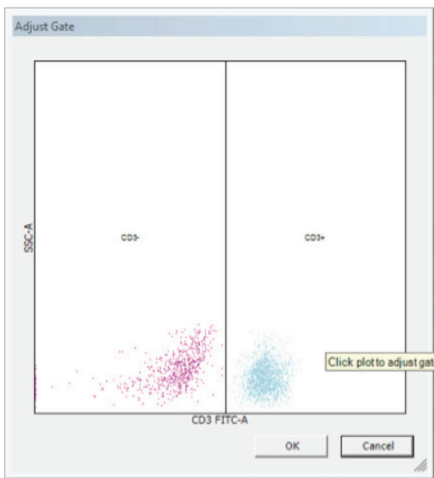 Adjust Gate
SSC-A
CD3-
CD3+
Click plot to adjust gat
CD3 FITC-A
OK
Cancel